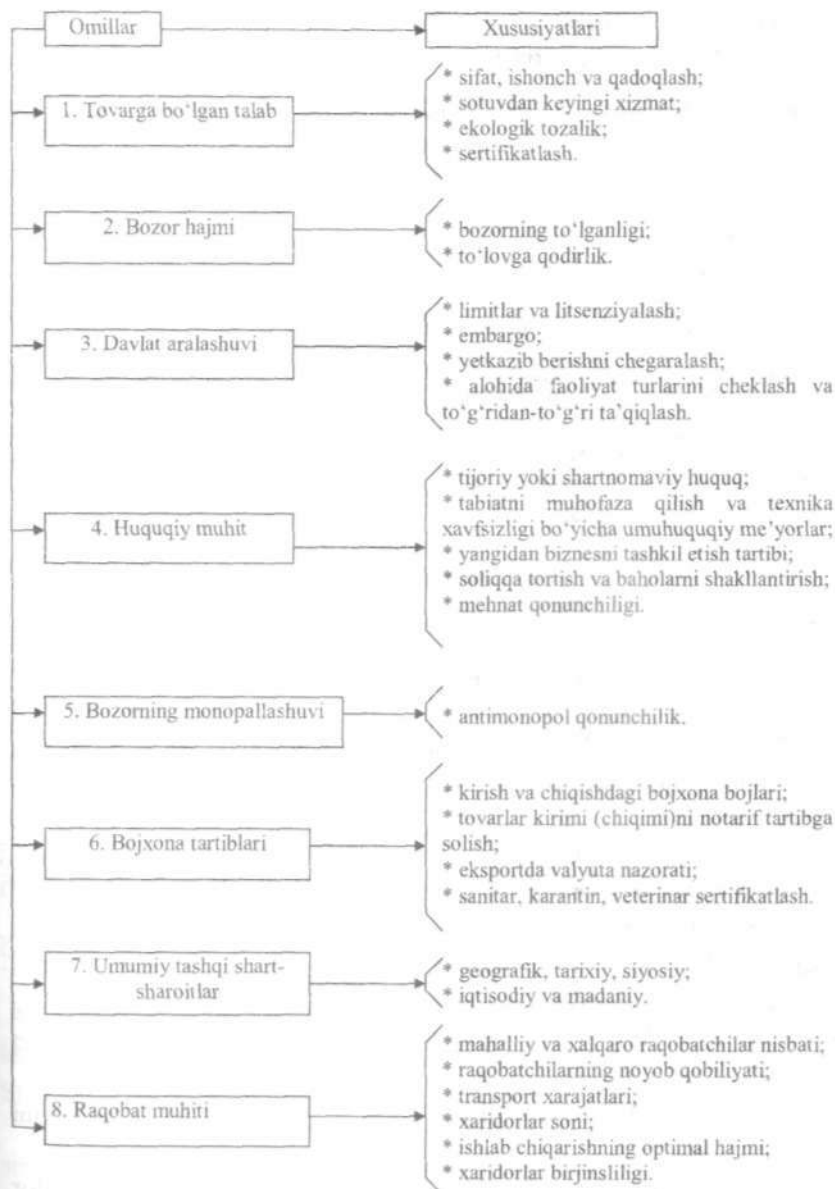 Omillar
Xususiyatlari
1. Tovarga bo‘lgan talab
* sifat, ishonch va qadoqlash;
* sotuvdan keyingi xizmat;
* ekologik tozalik;
* sertifikatlash.
2. Bozor hajmi
* bozorning to‘lganligi;
* to‘lovga qodirlik.
3. Davlat aralashuvi
* limitlar va litsenziyalash;
* embargo;
* yetkazib berishni chegaralash;
* alohida faoliyat turlarini cheklash va
to‘g‘ridan-to‘g‘ri ta’qiqlash.
4. Huquqiy muhit
* tijoriy yoki shartnomaviy huquq;
* tabiatni muhofaza qilish va texnika
xavfsizligi bo‘yicha umuhuquqiy me’yorlar;
* yangidan biznesni tashkil etish tartibi;
* soliqqa tortish va baholarni shakllantirish;
* mehnat qonunchiligi.
5. Bozorning monopallashuvi
* antimonopol qonunchilik.
6. Bojxona tartiblari
* kirish va chiqishdagi bojxona bojlari;
* tovarlar kirimi (chiqimi)ni notarif tartibga
solish;
* eksportda valyuta nazorati;
* sanitar, karantin, veterinar sertifikatlash.
7. Umumiy tashqi shart-
sharoitlar
* geografik, tarixiy, siyosiy;
* iqtisodiy va madaniy.
8. Raqobat muhiti
* mahalliy va xalqaro raqobatchilar nisbati;
* raqobatchilarning noyob qobiliyati;
* transport xarajatlari;
* xaridorlar soni;
* ishlab chiqarishning optimal hajmi;
* xaridorlar birjinsliligi.